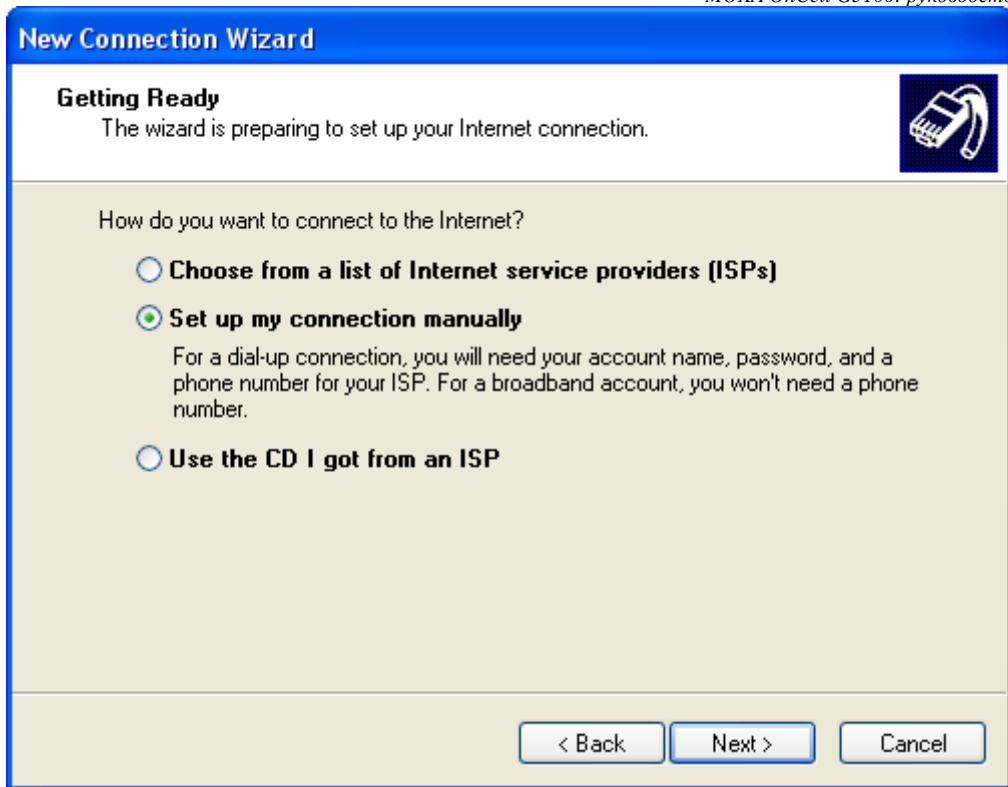 New Connection Wizard
Getting Ready
The wizard is preparing to set up your Internet connection.
How do you want to connect to the Internet?
Choose from a list of Internet service providers (ISPs)
Set up my connection manually
For a dial-up connection, you will need your account name, password, and a
phone number for your ISP. For a broadband account, you won't need a phone
number.
Use the CD I got from an ISP
< Back Next > Cancel